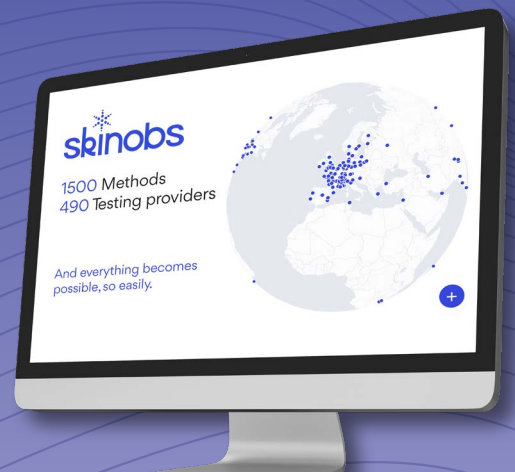 skinobs
1500 Methods
490 Testing providers
And everything becomes
possible, so easily.
+